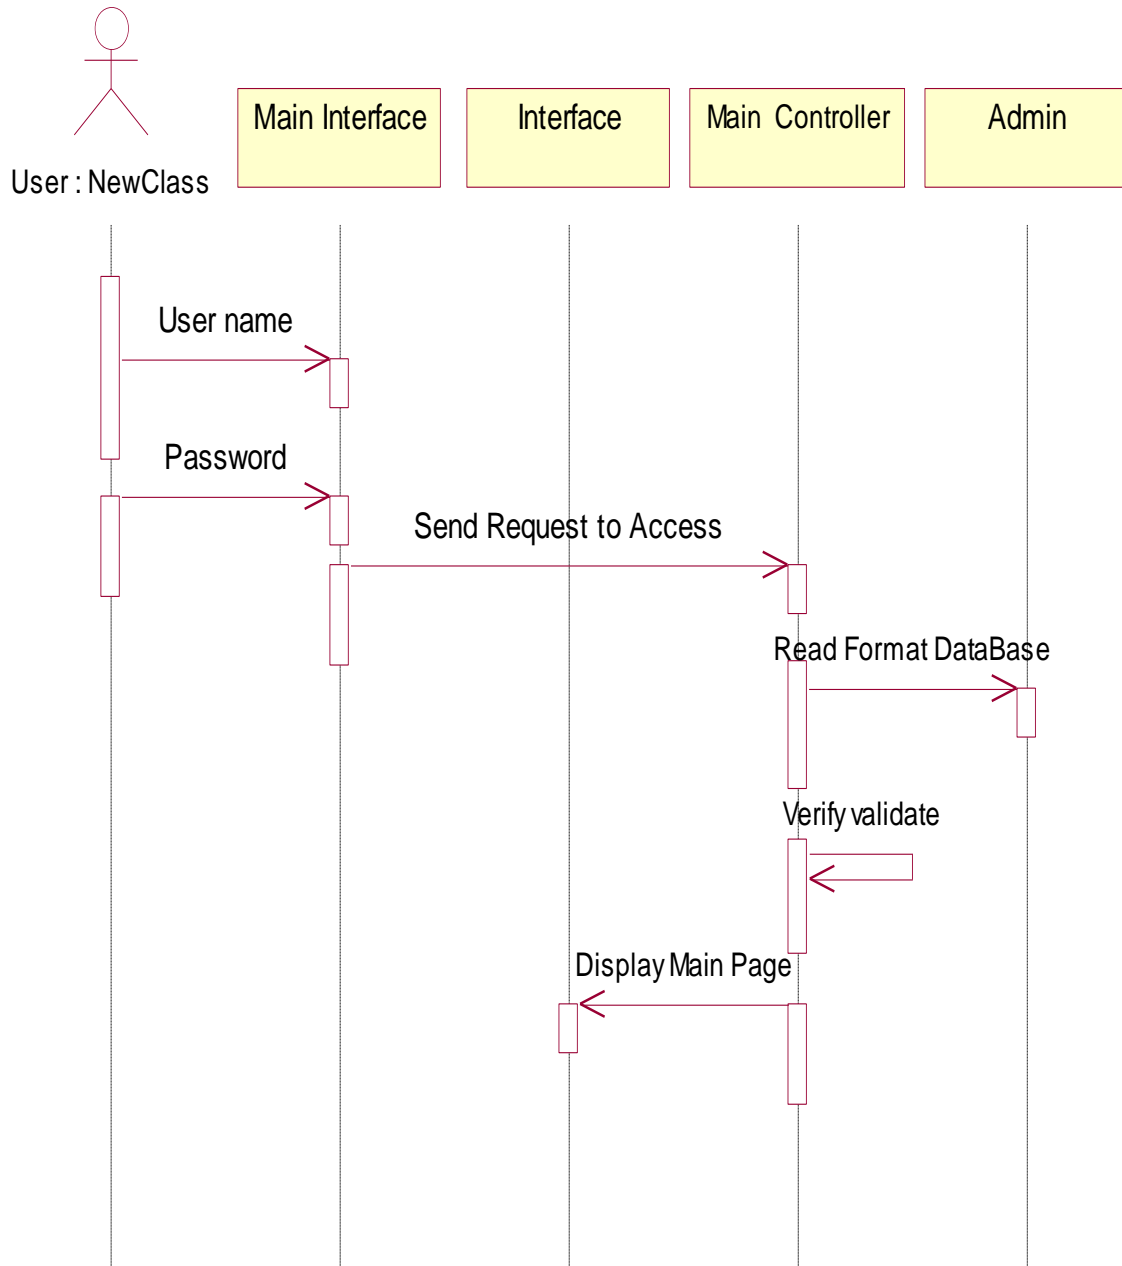 User : NewClass
Main Interface
Interface
Main Controller
Admin
User name
Password
Send Request to Access
Read Format DataBase
Verify validate
Display Main Page